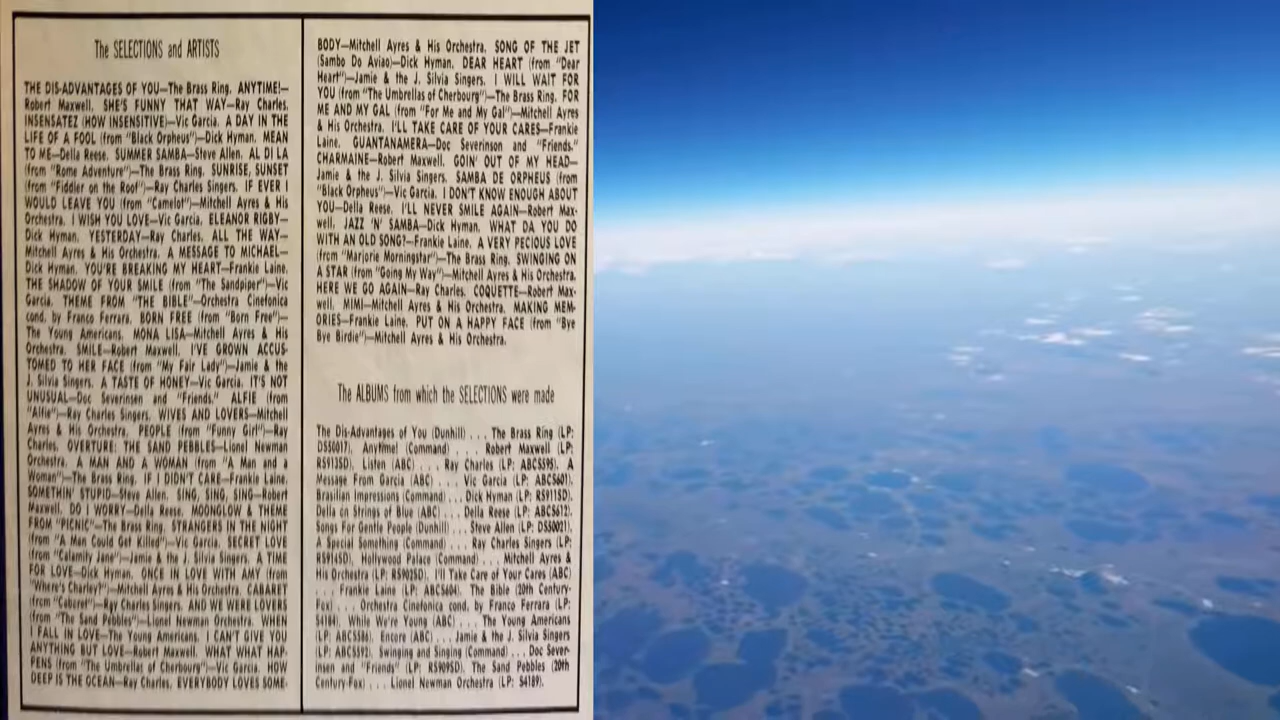 The SELECTIONS and ARTISTS
THE DIS-ADVANTAGES OF YOU—The Brass Ring. ANYTIME!—
Robert Maxwell. SHE'S FUNNY THAT WAY—Ray Charles.
INSENSATEZ (HOW INSENSITIVE)—Vic Garcia. A DAY IN THE
LIFE OF A FOOL (from "Black Orpheus")—Dick Hyman. MEAN
TO ME—Della Reese. SUMMER SAMBA—Steve Allen. AL DI LA
(from "Rome Adventure")—The Brass Ring. SUNRISE, SUNSET
(from "Fiddler on the Roof")—Ray Charles Singers. IF EVER I
WOULD LEAVE YOU (from "Camelot")—Mitchell Ayres & His
Orchestra. I WISH YOU LOVE—Vic Garcia. ELEANOR RIGBY—
Dick Hyman. YESTERDAY—Ray Charles. ALL THE WAY—
Mitchell Ayres & His Orchestra. A MESSAGE TO MICHAEL—
Dick Hyman. YOU'RE BREAKING MY HEART—Frankie Laine.
THE SHADOW OF YOUR SMILE (from "The Sandpiper")—Vic
Garcia. THEME FROM "THE BIBLE"—Orchestra Cinefonica
cond. by Franco Ferrara. BORN FREE (from "Born Free")—
The Young Americans. MONA LISA—Mitchell Ayres & His
Orchestra. SMILE—Robert Maxwell. I'VE GROWN ACCUS-
TOMED TO HER FACE (from "My Fair Lady")—Jamie & the
J. Silvia Singers. A TASTE OF HONEY—Vic Garcia. IT'S NOT
UNUSUAL—Doc Severinsen and "Friends." ALFIE (from
"Alfie")—Ray Charles Singers. WIVES AND LOVERS—Mitchell
Ayres & His Orchestra. PEOPLE (from "Funny Girl")—Ray
Charles. OVERTURE: THE SAND PEBBLES—Lionel Newman
Orchestra. A MAN AND A WOMAN (from "A Man and a
Woman")—The Brass Ring. IF I DIDN'T CARE—Frankie Laine.
SOMETHIN' STUPID—Steve Allen. SING, SING, SING—Robert
Maxwell. DO I WORRY—Della Reese. MOONGLOW & THEME
FROM "PICNIC"—The Brass Ring. STRANGERS IN THE NIGHT
(from "A Man Could Get Killed")—Vic Garcia. SECRET LOVE
(from "Calamity Jane")—Jamie & the J. Silvia Singers. A TIME
FOR LOVE—Dick Hyman. ONCE IN LOVE WITH AMY (from
"Where's Charley?")—Mitchell Ayres & His Orchestra. CABARET
(from "Cabaret")—Ray Charles Singers. AND WE WERE LOVERS
(from "The Sand Pebbles")—Lionel Newman Orchestra. WHEN
I FALL IN LOVE—The Young Americans. I CAN'T GIVE YOU
ANYTHING BUT LOVE—Robert Maxwell. WHAT WHAT HAP-
PENS (from "The Umbrellas of Cherbourg")—Vic Garcia. HOW
DEEP IS THE OCEAN—Ray Charles. EVERYBODY LOVES SOME-
BODY—Mitchell Ayres & His Orchestra. SONG OF THE JET
(Sambo Do Aviao)—Dick Hyman. DEAR HEART (from "Dear
Heart")—Jamie & the J. Silvia Singers. I WILL WAIT FOR
YOU (from "The Umbrellas of Cherbourg")—The Brass Ring. FOR
ME AND MY GAL (from "For Me and My Gal")—Mitchell Ayres
& His Orchestra. I'LL TAKE CARE OF YOUR CARES—Frankie
Laine. GUANTANAMERA—Doc Severinson and "Friends."
CHARMAINE—Robert Maxwell. GOIN' OUT OF MY HEAD—
Jamie & the J. Silvia Singers. SAMBA DE ORPHEUS (from
"Black Orpheus")—Vic Garcia. I DON'T KNOW ENOUGH ABOUT
YOU—Della Reese. I'LL NEVER SMILE AGAIN—Robert Max-
well. JAZZ 'N' SAMBA—Dick Hyman. WHAT DA YOU DO
WITH AN OLD SONG?—Frankie Laine. A VERY PECIOUS LOVE
(from "Marjorie Morningstar")—The Brass Ring. SWINGING ON
A STAR (from "Going My Way")—Mitchell Ayres & His Orchestra.
HERE WE GO AGAIN—Ray Charles. COQUETTE—Robert Max-
well. MIMI—Mitchell Ayres & His Orchestra. MAKING MEM-
ORIES—Frankie Laine. PUT ON A HAPPY FACE (from "Bye
Bye Birdie")—Mitchell Ayres & His Orchestra.
The ALBUMS from which the SELECTIONS were made
The Dis-Advantages of You (Dunhill) . . . The Brass Ring (LP:
DS50017). Anytime! (Command) . . . Robert Maxwell (LP:
RS913SD). Listen (ABC) . . . Ray Charles (LP: ABCS595). A
Message From Garcia (ABC) . . . Vic Garcia (LP: ABCS601).
Brasilian Impressions (Command) . . . Dick Hyman (LP: RS911SD).
Della on Strings of Blue (ABC) . . . Della Reese (LP: ABCS612).
Songs For Gentle People (Dunhill) . . . Steve Allen (LP: DS50021).
A Special Something (Command) . . . Ray Charles Singers (LP:
RS914SD). Hollywood Palace (Command) . . . Mitchell Ayres &
His Orchestra (LP: RS902SD). I'll Take Care of Your Cares (ABC)
. . . Frankie Laine (LP: ABCS604). The Bible (20th Century-
Fox) . . . Orchestra Cinefonica cond. by Franco Ferrara (LP:
S4184). While We're Young (ABC) . . . The Young Americans
(LP: ABCS586). Encore (ABC) . . . Jamie & the J. Silvia Singers
(LP: ABCS592). Swinging and Singing (Command) . . . Doc Sever-
insen and "Friends" (LP: RS909SD). The Sand Pebbles (20th
Century-Fox) . . . Lionel Newman Orchestra (LP: S4189).